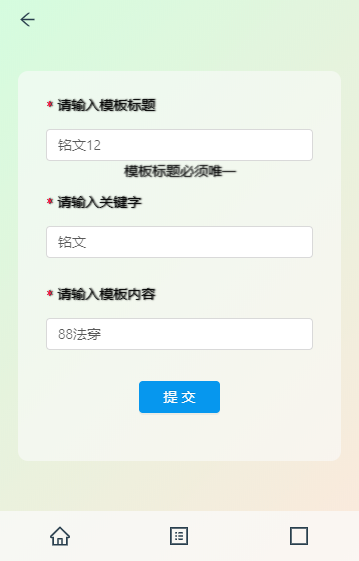 * 请输入模板标题
铭文12
模板标题必须唯一
* 请输入关键字
铭文
* 请输入模板内容
88法穿
提 交